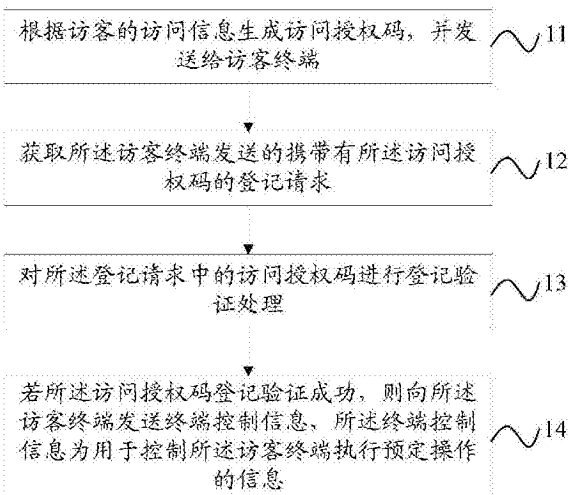 根据访客的访问信息生成访问授权码，并发
送给访客终端
11
获取所述访客终端发送的携带有所述访问授
权码的登记请求
12
对所述登记请求中的访问授权码进行登记验
证处理
13
若所述访问授权码登记验证成功，则向所述
访客终端发送终端控制信息、所述终端控制
信息为用于控制所述访客终端执行预定操作
的信息
14